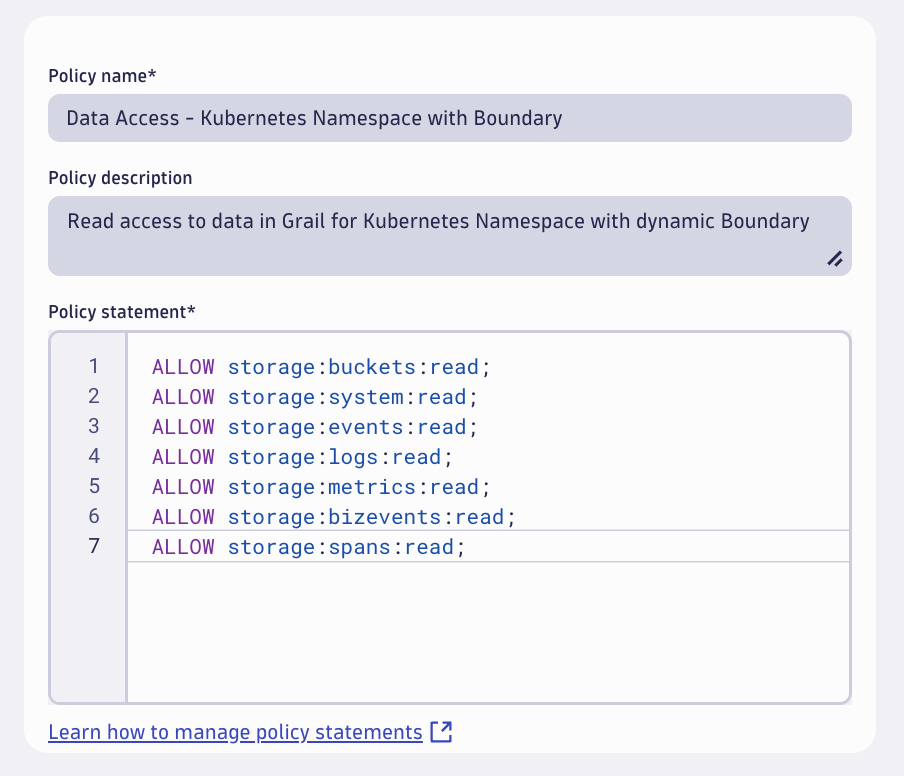 Policy name*
Data Access - Kubernetes Namespace with Boundary
Policy description
Read access to data in Grail for Kubernetes Namespace with dynamic Boundary
Policy statement*
1 ALLOW storage:buckets:read;
2 ALLOW storage:system:read;
3 ALLOW storage:events:read;
4 ALLOW storage:logs:read;
5 ALLOW storage:metrics:read;
6 ALLOW storage:bizevents:read;
7 ALLOW storage:spans:read;
Learn how to manage policy statements